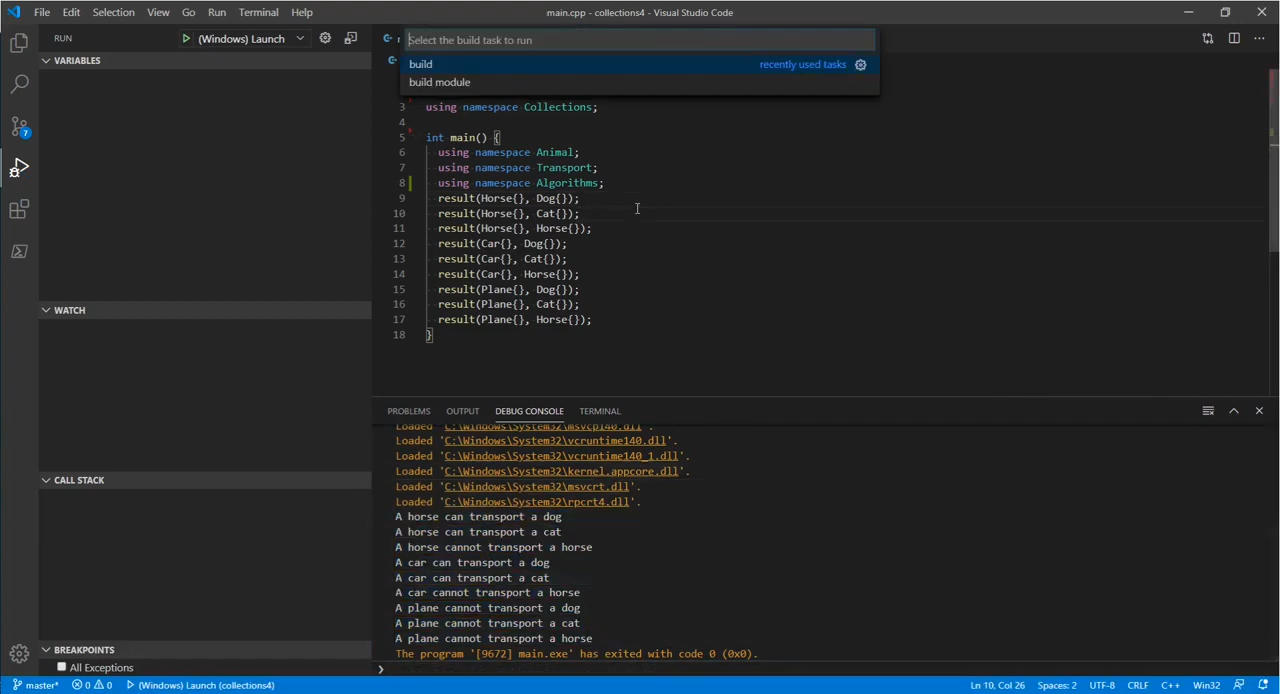 File Edit Selection View Go Run Terminal Help
main.cpp - collections4 - Visual Studio Code
RUN
(Windows) Launch
VARIABLES
7
WATCH
CALL STACK
BREAKPOINTS
All Exceptions
Select the build task to run
build recently used tasks
build module
3 using namespace Collections;
4
5 int main() {
6 using namespace Animal;
7 using namespace Transport;
8 using namespace Algorithms;
9 result(Horse{}, Dog{});
10 result(Horse{}, Cat{});
11 result(Horse{}, Horse{});
12 result(Car{}, Dog{});
13 result(Car{}, Cat{});
14 result(Car{}, Horse{});
15 result(Plane{}, Dog{});
16 result(Plane{}, Cat{});
17 result(Plane{}, Horse{});
18 }
PROBLEMS OUTPUT DEBUG CONSOLE TERMINAL
Loaded 'C:\Windows\System32\msvcp140.dll'.
Loaded 'C:\Windows\System32\vcruntime140.dll'.
Loaded 'C:\Windows\System32\vcruntime140_1.dll'.
Loaded 'C:\Windows\System32\kernel.appcore.dll'.
Loaded 'C:\Windows\System32\msvcrt.dll'.
Loaded 'C:\Windows\System32\rpcrt4.dll'.
A horse can transport a dog
A horse can transport a cat
A horse cannot transport a horse
A car can transport a dog
A car can transport a cat
A car cannot transport a horse
A plane cannot transport a dog
A plane cannot transport a cat
A plane cannot transport a horse
The program '[9672] main.exe' has exited with code 0 (0x0).
master* 0 0 (Windows) Launch (collections4)
Ln 10, Col 26 Spaces: 2 UTF-8 CRLF C++ Win32